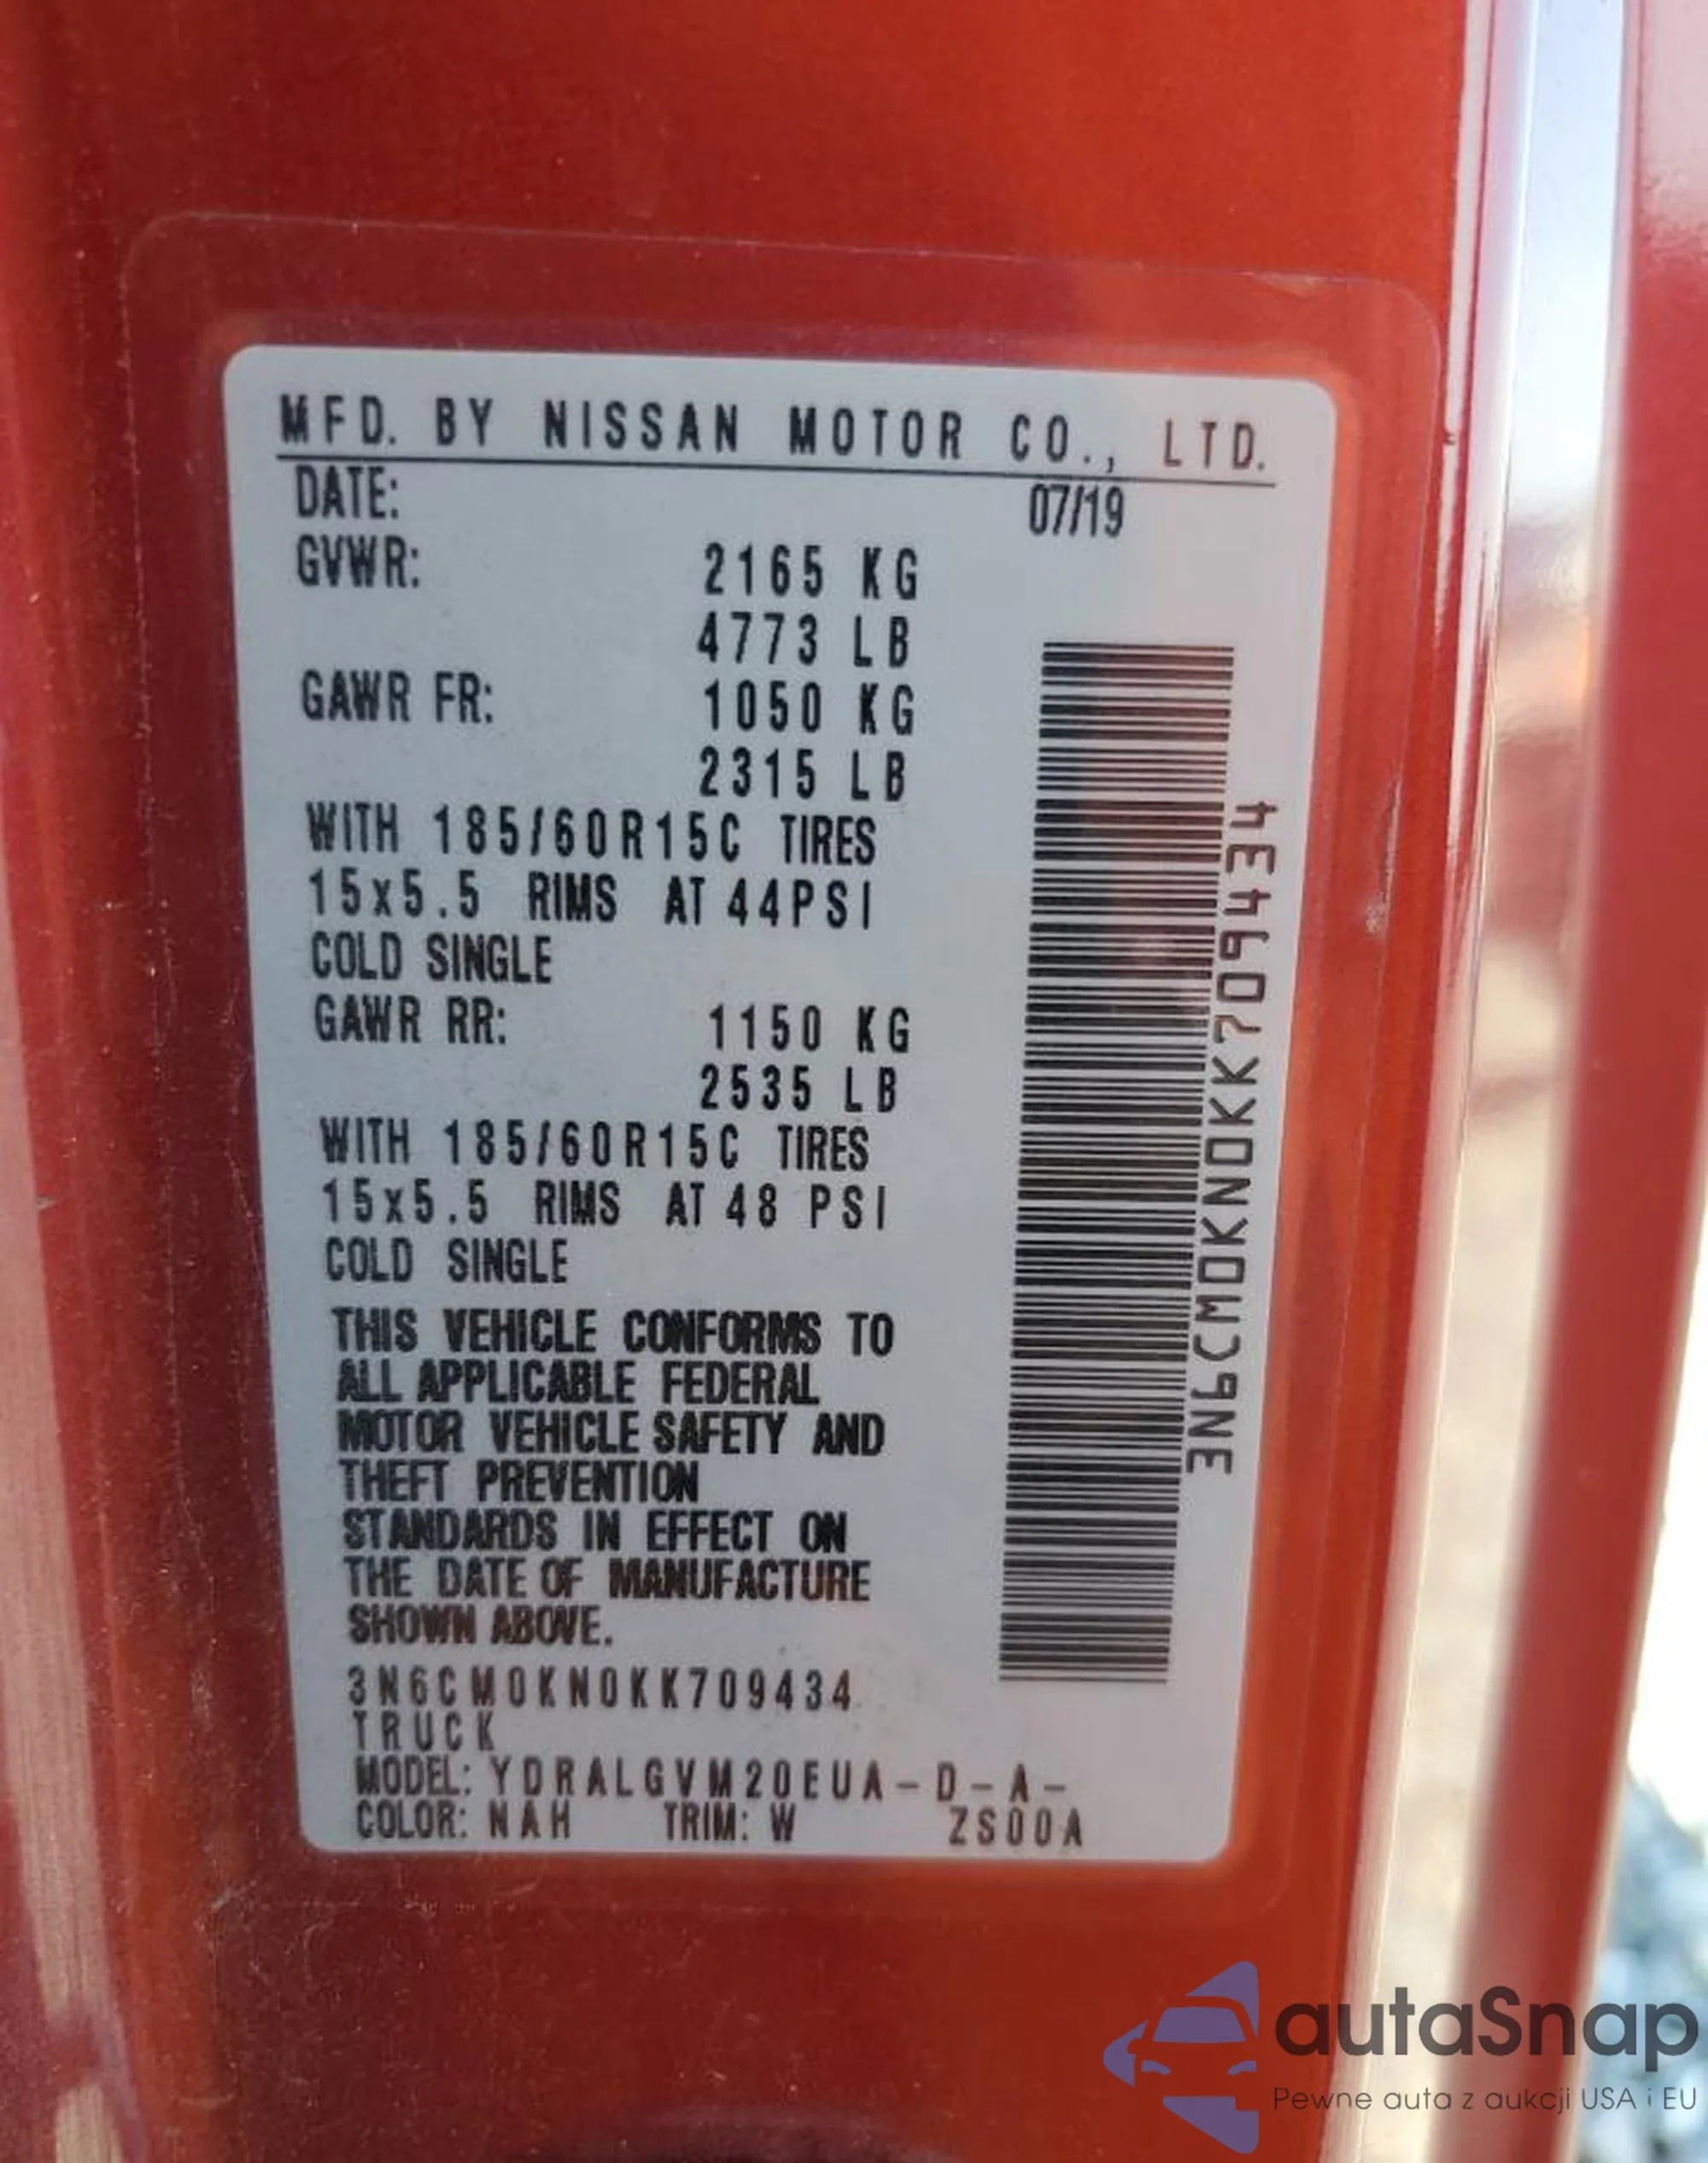 MFD. BY NISSAN MOTOR CO., LTD.
DATE: 07/19
GVWR: 2165 KG
4773 LB
GAWR FR: 1050 KG
2315 LB
WITH 185/60R15C TIRES
15x5.5 RIMS AT 44PSI
COLD SINGLE
GAWR RR: 1150 KG
2535 LB
WITH 185/60R15C TIRES
15x5.5 RIMS AT 48 PSI
COLD SINGLE
THIS VEHICLE CONFORMS TO
ALL APPLICABLE FEDERAL
MOTOR VEHICLE SAFETY AND
THEFT PREVENTION
STANDARDS IN EFFECT ON
THE DATE OF MANUFACTURE
SHOWN ABOVE.
3N6CM0KN0KK709434
TRUCK
MODEL: YDRALGVM20EUA-D-A-
COLOR: NAH TRIM: W ZS00A
3N6CM0KN0KK709434
autaSnap
Pewne auta z aukcji USA i EU